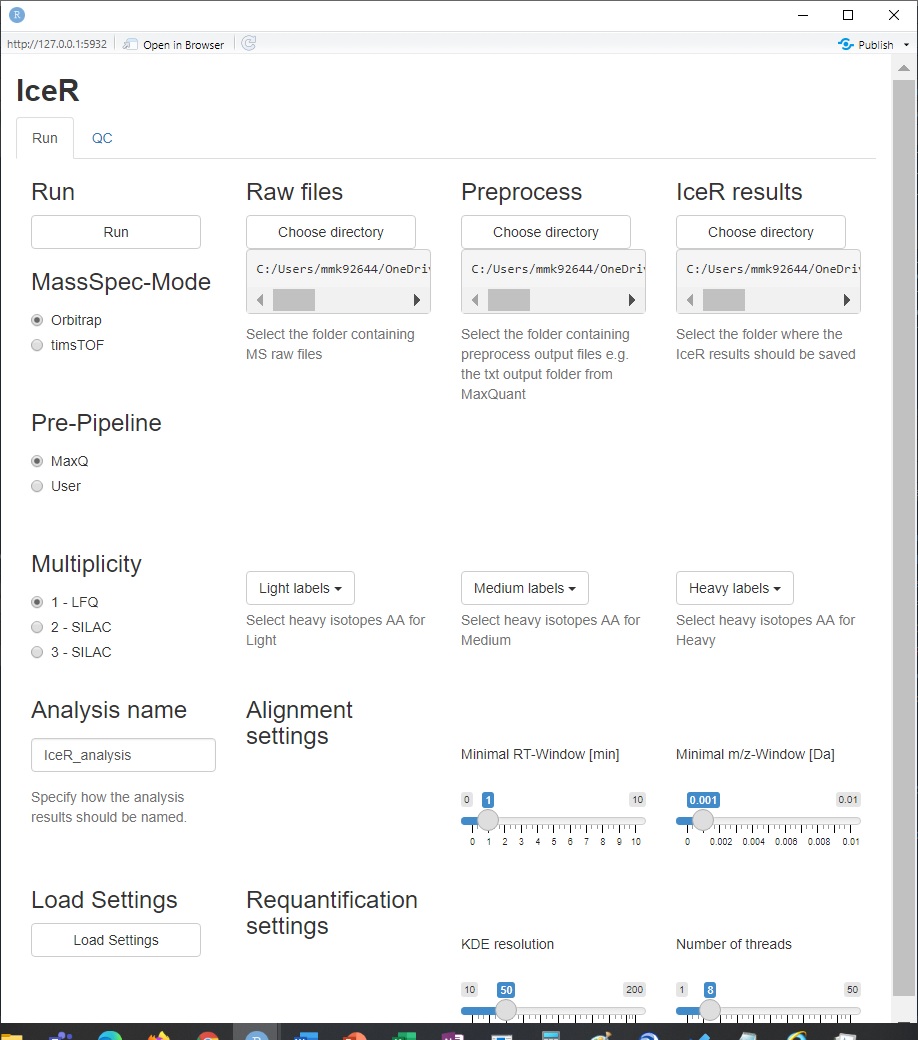 http://127.0.0.1:5932 Open in Browser Publish
IceR
Run QC
Run
Run
MassSpec-Mode
Orbitrap
timsTOF
Raw files
Choose directory
C:/Users/mmk92644/OneDri
Select the folder containing
MS raw files
Preprocess
Choose directory
C:/Users/mmk92644/OneDri
Select the folder containing
preprocess output files e.g.
the txt output folder from
MaxQuant
IceR results
Choose directory
C:/Users/mmk92644/OneDri
Select the folder where the
IceR results should be saved
Pre-Pipeline
MaxQ
User
Multiplicity
1 - LFQ
2 - SILAC
3 - SILAC
Light labels
Select heavy isotopes AA for
Light
Medium labels
Select heavy isotopes AA for
Medium
Heavy labels
Select heavy isotopes AA for
Heavy
Analysis name
IceR_analysis
Specify how the analysis
results should be named.
Alignment
settings
Minimal RT-Window [min]
0 1 10
0 1 2 3 4 5 6 7 8 9 10
Minimal m/z-Window [Da]
0.001 0.01
0 0.002 0.004 0.006 0.008 0.01
Load Settings
Load Settings
Requantification
settings
KDE resolution
10 50 200
Number of threads
1 8 50